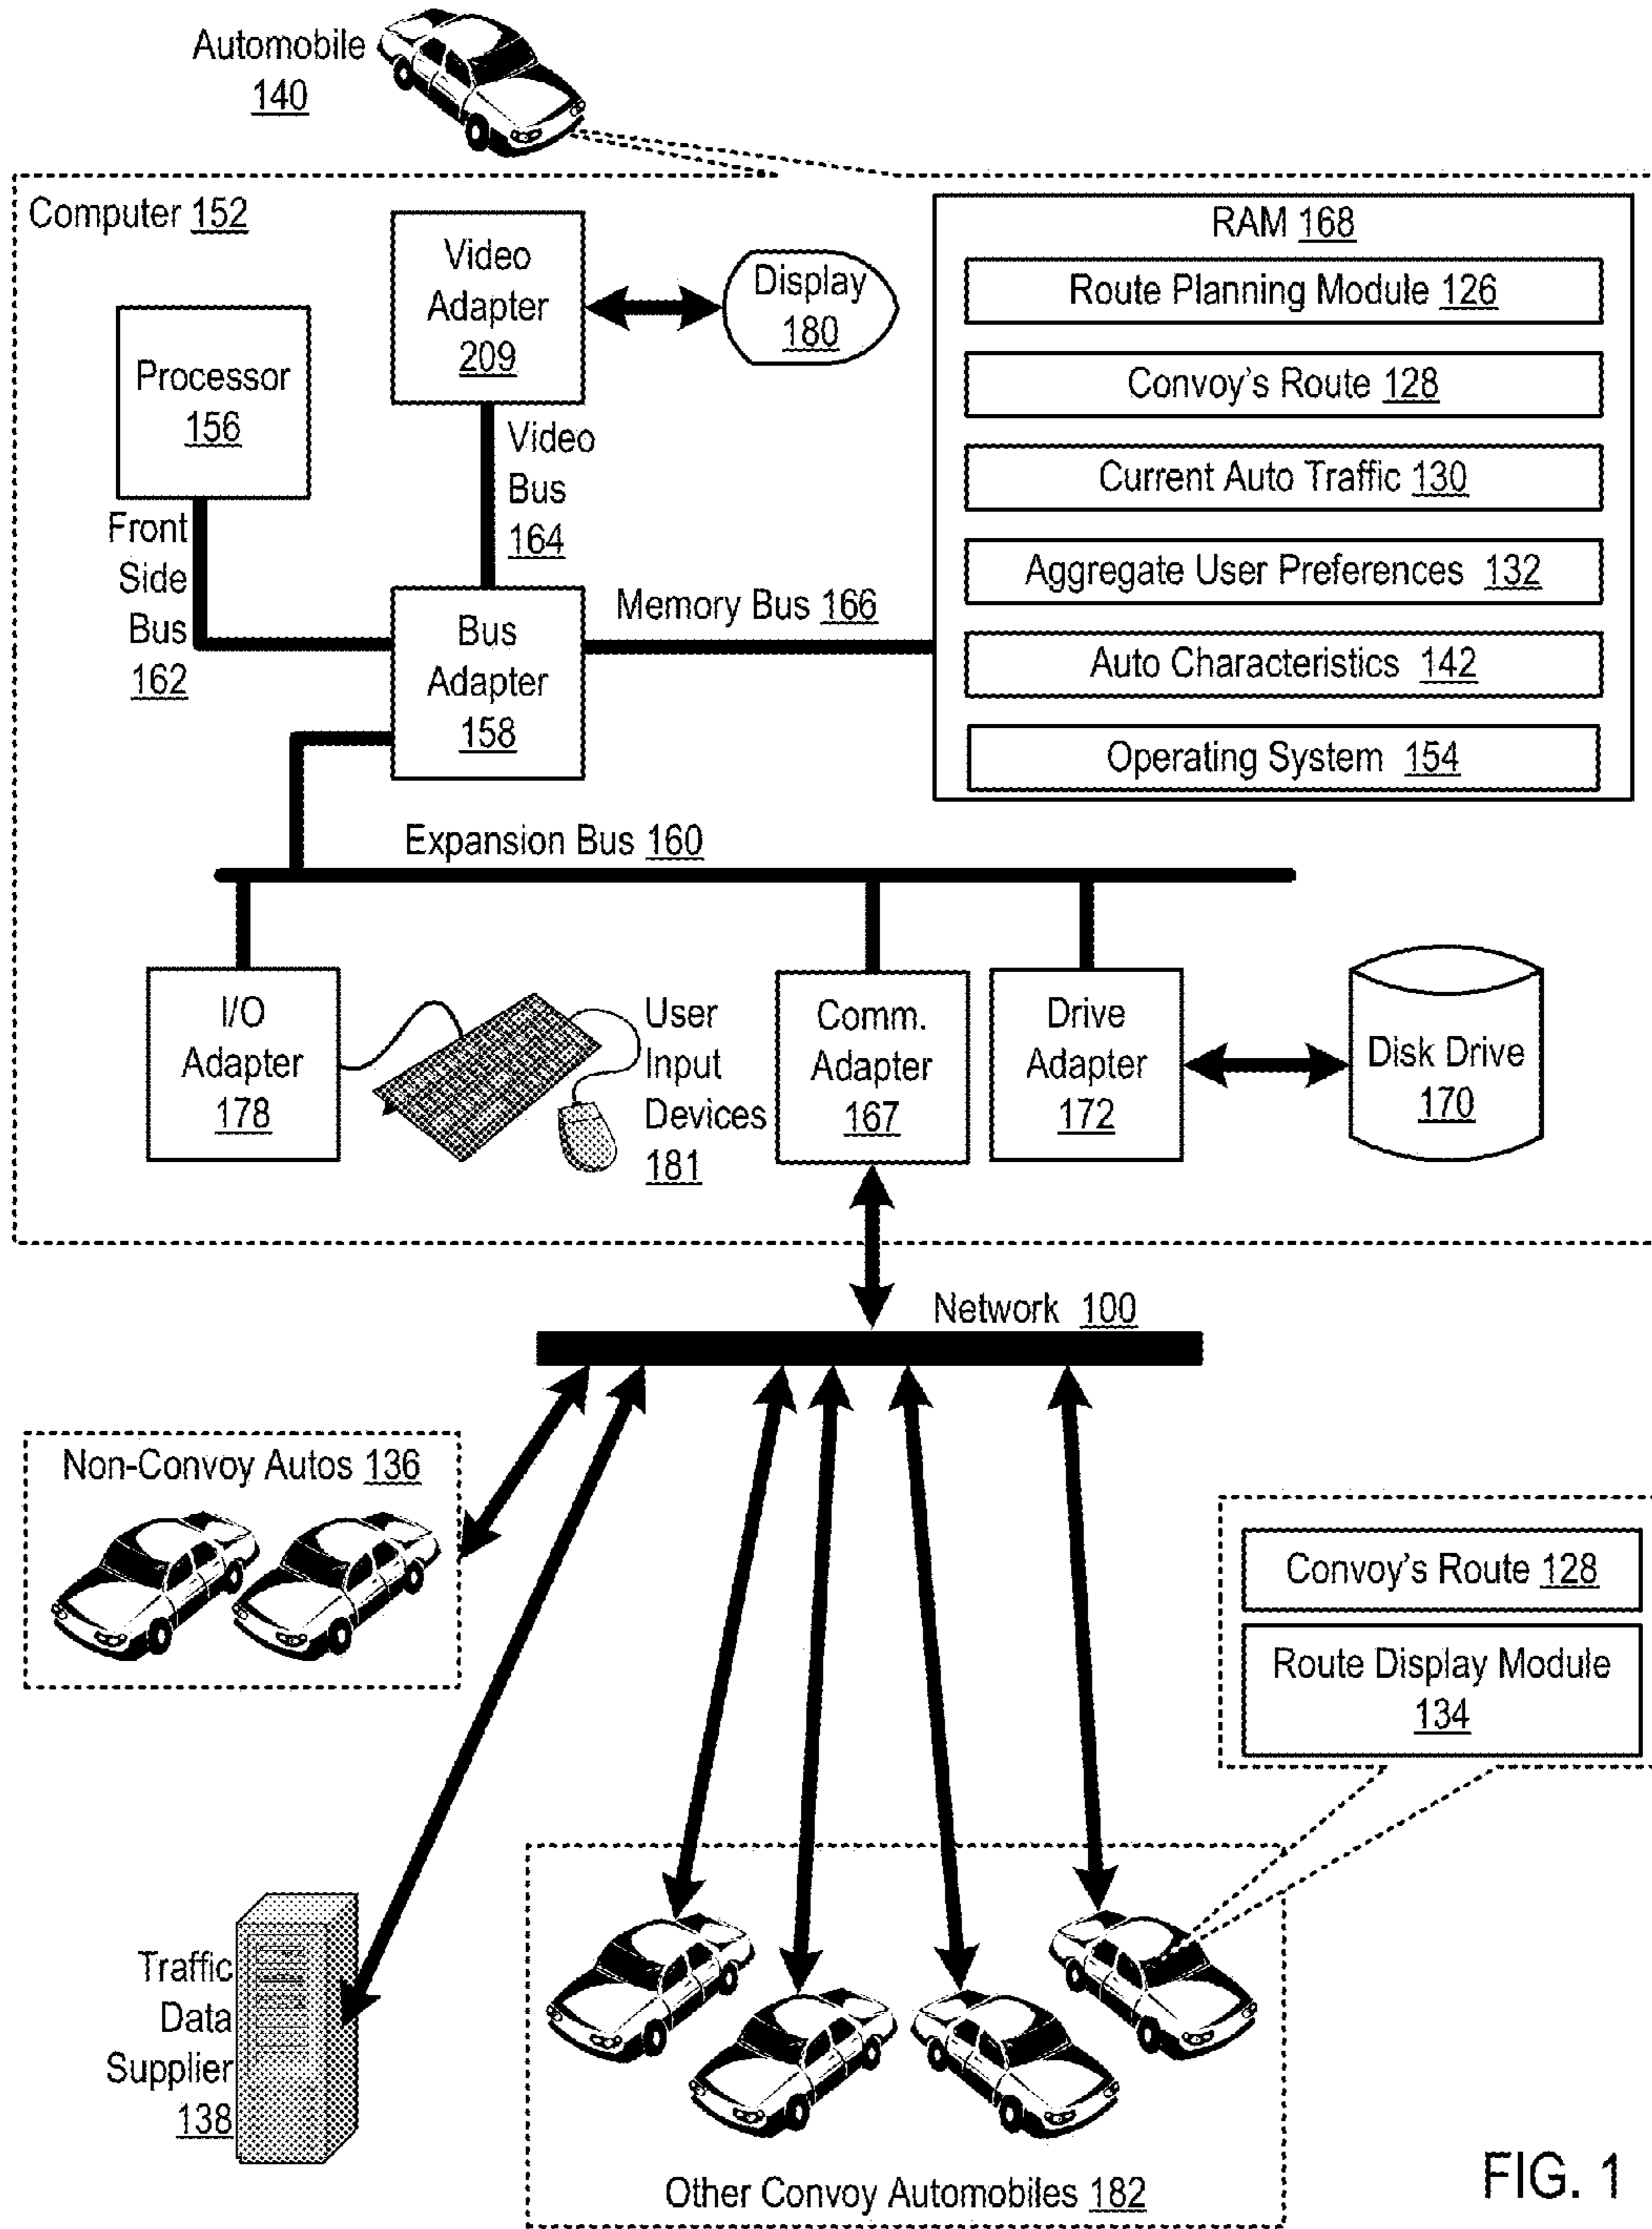 Automobile
140
Computer 152
Video
Adapter
209
Display
180
Processor
156
Video
Bus
164
Front
Side
Bus
162
Bus
Adapter
158
Memory Bus 166
RAM 168
Route Planning Module 126
Convoy's Route 128
Current Auto Traffic 130
Aggregate User Preferences 132
Auto Characteristics 142
Operating System 154
Expansion Bus 160
I/O
Adapter
178
User
Input
Devices
181
Comm.
Adapter
167
Drive
Adapter
172
Disk Drive
170
Network 100
Non-Convoy Autos 136
Convoy's Route 128
Route Display Module
134
Traffic
Data
Supplier
138
Other Convoy Automobiles 182
FIG. 1